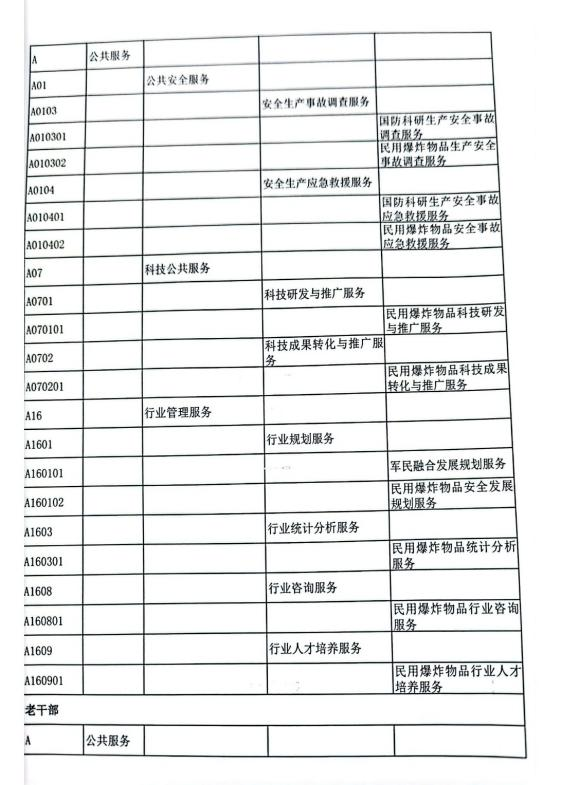 A 公共服务
A01 公共安全服务
A0103 安全生产事故调查服务
A010301 国防科研生产安全事故
调查服务
A010302 民用爆炸物品生产安全
事故调查服务
A0104 安全生产应急救援服务
A010401 国防科研生产安全事故
应急救援服务
A010402 民用爆炸物品安全事故
应急救援服务
A07 科技公共服务
A0701 科技研发与推广服务
A070101 民用爆炸物品科技研发
与推广服务
A0702 科技成果转化与推广服
务
A070201 民用爆炸物品科技成果
转化与推广服务
A16 行业管理服务
A1601 行业规划服务
A160101 军民融合发展规划服务
A160102 民用爆炸物品安全发展
规划服务
A1603 行业统计分析服务
A160301 民用爆炸物品统计分析
服务
A1608 行业咨询服务
A160801 民用爆炸物品行业咨询
服务
A1609 行业人才培养服务
A160901 民用爆炸物品行业人才
培养服务
老干部
A 公共服务